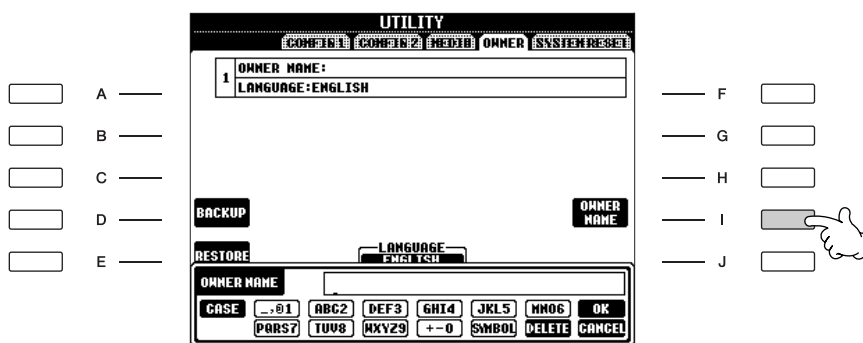 UTILITY
CONFIG 1 CONFIG 2 MEDIA OWNER SYSTEM RESET
1 OWNER NAME:
LANGUAGE:ENGLISH
A F
B G
C H
D BACKUP OWNER NAME I
E RESTORE LANGUAGE ENGLISH J
OWNER NAME
CASE _,@1 ABC2 DEF3 GHI4 JKL5 MNO6 OK
PQRS7 TUV8 WXYZ9 +-0 SYMBOL DELETE CANCEL